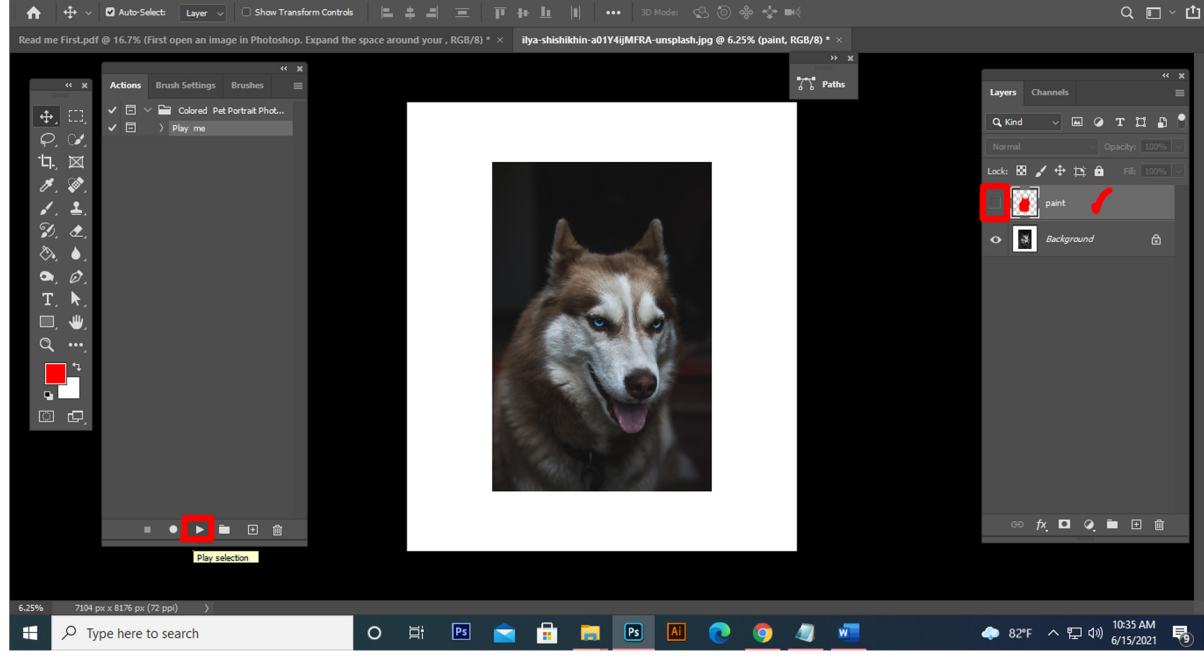 Auto-Select: Layer Show Transform Controls 3D Mode:
Read me First.pdf @ 16.7% (First open an image in Photoshop. Expand the space around your , RGB/8) * × ilya-shishikhin-a01Y4ijMFRA-unsplash.jpg @ 6.25% (paint, RGB/8) * ×
Actions Brush Settings Brushes
Colored Pet Portrait Phot...
Play me
Play selection
Paths
Layers Channels
Kind
Normal Opacity: 100%
Lock: Fill: 100%
paint
Background
6.25% 7104 px x 8176 px (72 ppi)
Type here to search
82°F
10:35 AM
6/15/2021